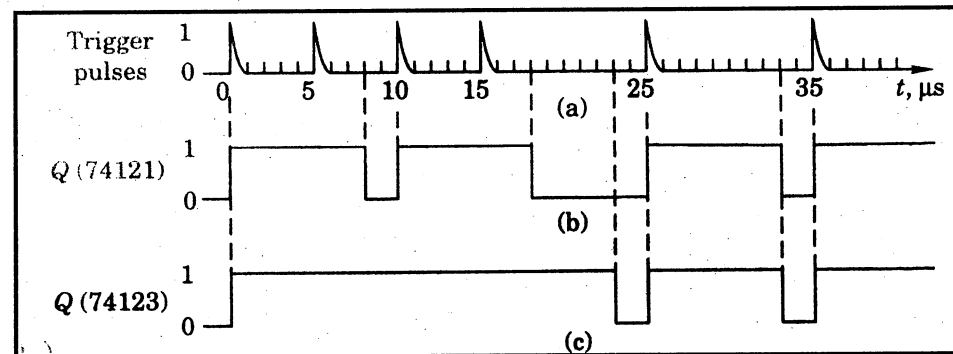 Trigger
pulses
1
0
0 5 10 15 25 35 t, μs
(a)
Q (74121)
1
0
(b)
Q (74123)
1
0
(c)